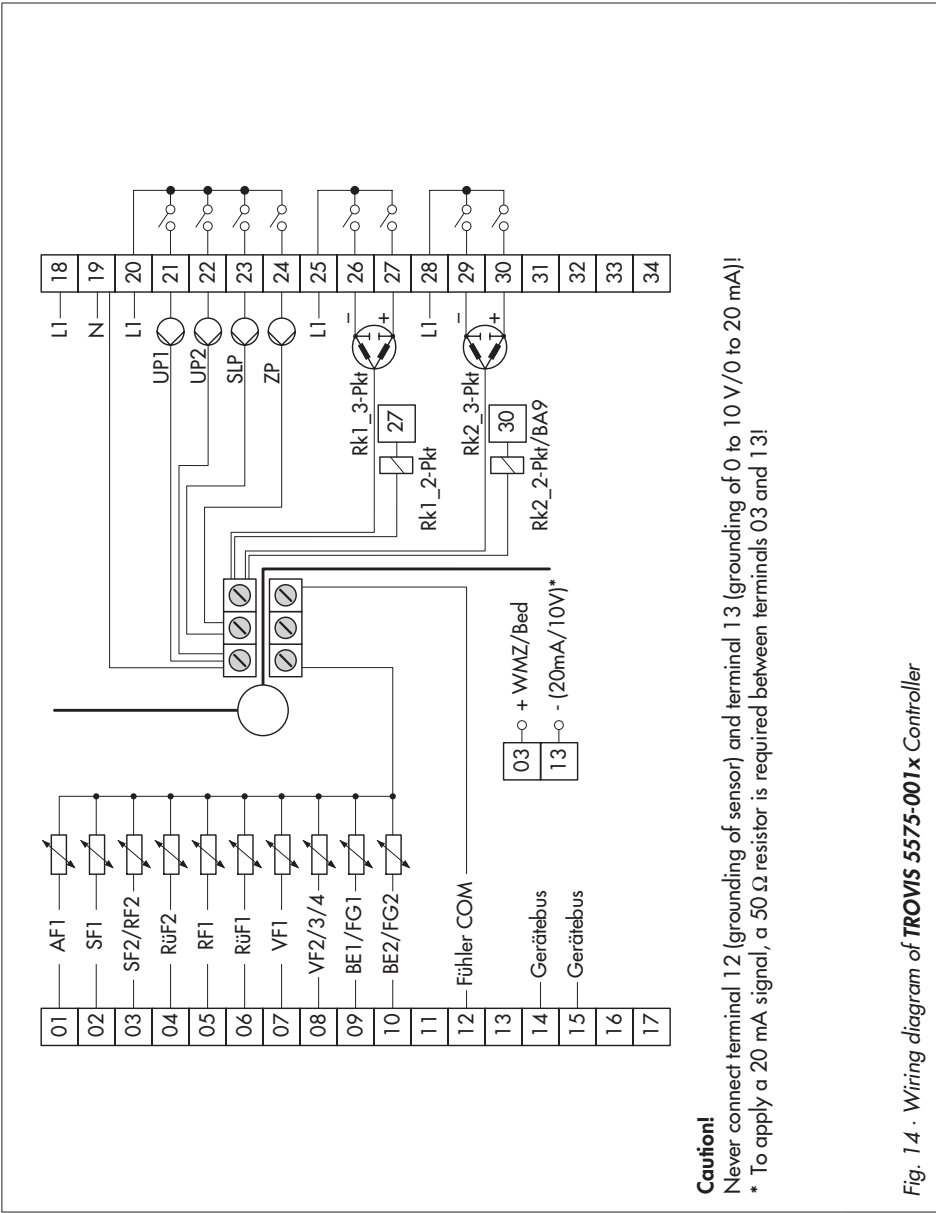 18
L1
19
N
20
L1
21
UP1
22
UP2
23
SLP
24
ZP
25
L1
26
–
27
+
Rk1_3-Pkt
27
Rk1_2-Pkt
28
L1
29
–
30
+
Rk2_3-Pkt
30
Rk2_2-Pkt/BA9
31
32
33
34
03
+ WMZ/Bed
13
- (20mA/10V)*
01
AF1
02
SF1
03
SF2/RF2
04
RüF2
05
RF1
06
RüF1
07
VF1
08
VF2/3/4
09
BE1/FG1
10
BE2/FG2
11
12
Fühler COM
13
14
Gerätebus
15
Gerätebus
16
17
Caution!
Never connect terminal 12 (grounding of sensor) and terminal 13 (grounding of 0 to 10 V/0 to 20 mA)!
* To apply a 20 mA signal, a 50 Ω resistor is required between terminals 03 and 13!
Fig. 14 · Wiring diagram of TROVIS 5575-001x Controller